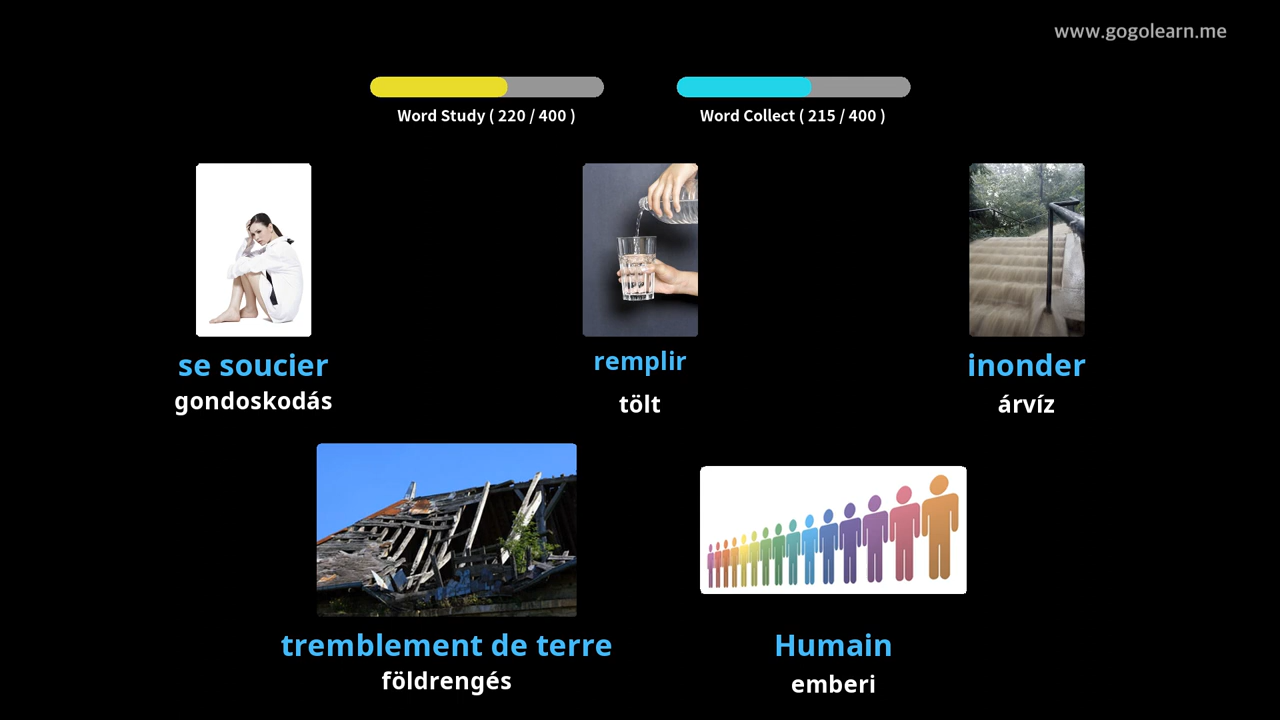 www.gogolearn.me
Word Study ( 220 / 400 )
Word Collect ( 215 / 400 )
se soucier
gondoskodás
remplir
tölt
inonder
árvíz
tremblement de terre
földrengés
Humain
emberi